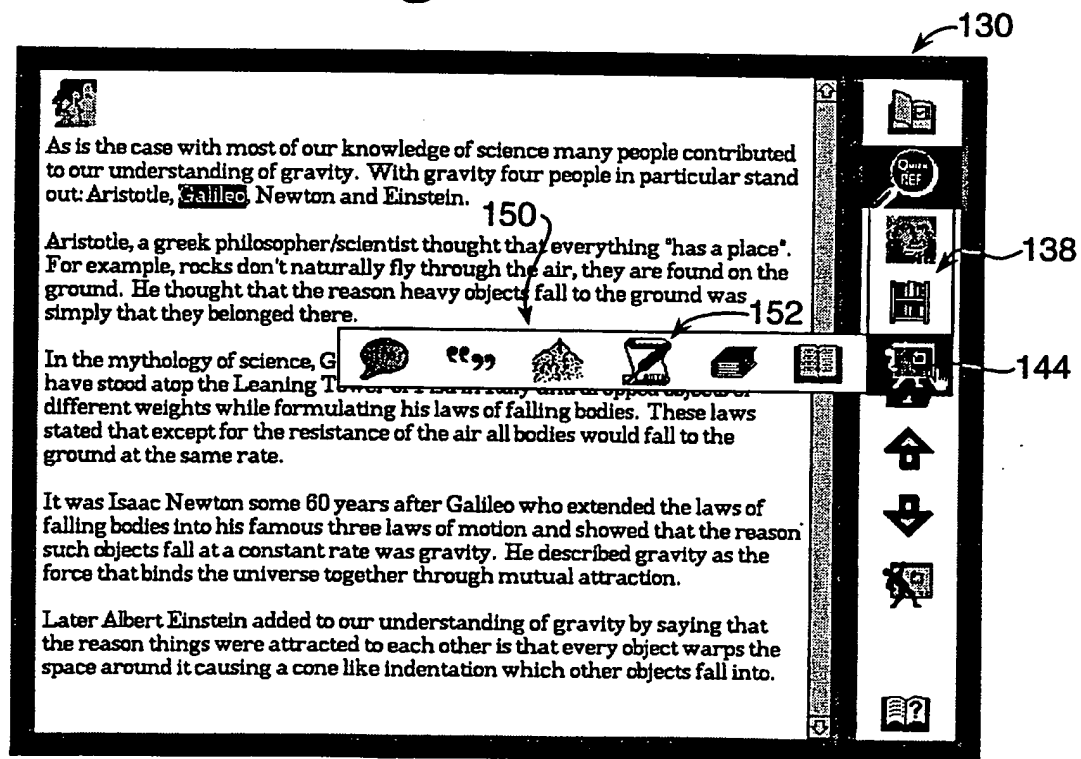 130
As is the case with most of our knowledge of science many people contributed
to our understanding of gravity. With gravity four people in particular stand
out: Aristotle, Galileo, Newton and Einstein.
QUICK
REF
150
Aristotle, a greek philosopher/scientist thought that everything "has a place".
For example, rocks don't naturally fly through the air, they are found on the
ground. He thought that the reason heavy objects fall to the ground was
simply that they belonged there.
138
152
In the mythology of science, G
144
have stood atop the Leaning
different weights while formulating his laws of falling bodies. These laws
stated that except for the resistance of the air all bodies would fall to the
ground at the same rate.
It was Isaac Newton some 60 years after Galileo who extended the laws of
falling bodies into his famous three laws of motion and showed that the reason
such objects fall at a constant rate was gravity. He described gravity as the
force that binds the universe together through mutual attraction.
Later Albert Einstein added to our understanding of gravity by saying that
the reason things were attracted to each other is that every object warps the
space around it causing a cone like indentation which other objects fall into.
?